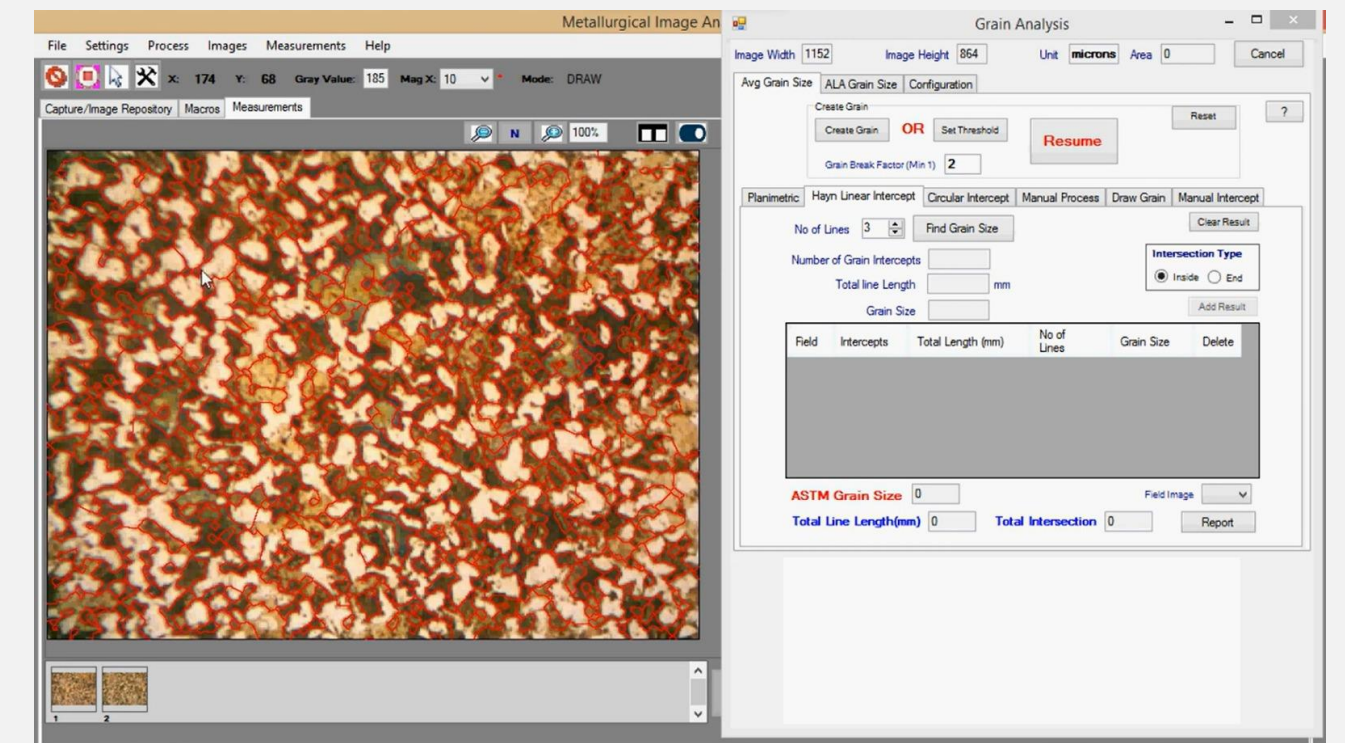 Metallurgical Image An
File Settings Process Images Measurements Help
X: 174 Y: 68 Gray Value: 185 Mag X: 10 * Mode: DRAW
Capture/Image Repository Macros Measurements
N 100%
1 2
Grain Analysis
Image Width 1152 Image Height 864 Unit microns Area 0 Cancel
Avg Grain Size ALA Grain Size Configuration
Create Grain
Create Grain OR Set Threshold Resume Reset ?
Grain Break Factor (Min 1) 2
Planimetric Hayn Linear Intercept Circular Intercept Manual Process Draw Grain Manual Intercept
No of Lines 3 Find Grain Size Clear Result
Number of Grain Intercepts
Intersection Type
Inside End
Total line Length mm
Grain Size Add Result
Field Intercepts Total Length (mm) No of Lines Grain Size Delete
ASTM Grain Size 0 Field Image
Total Line Length(mm) 0 Total Intersection 0 Report